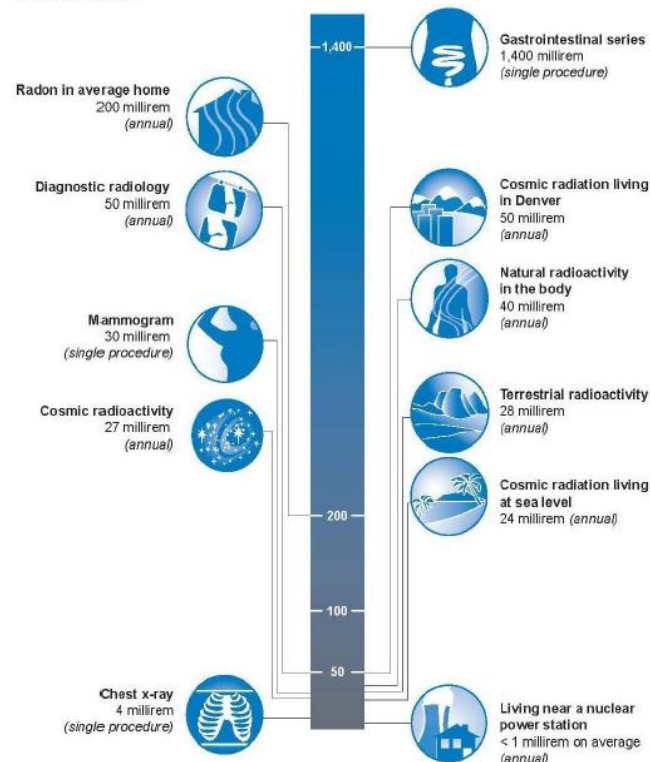 1,400
Gastrointestinal series
1,400 millirem
(single procedure)
Radon in average home
200 millirem
(annual)
Diagnostic radiology
50 millirem
(annual)
Cosmic radiation living
in Denver
50 millirem
(annual)
Natural radioactivity
in the body
40 millirem
(annual)
Mammogram
30 millirem
(single procedure)
Terrestrial radioactivity
28 millirem
(annual)
Cosmic radioactivity
27 millirem
(annual)
Cosmic radiation living
at sea level
24 millirem (annual)
200
100
50
Chest x-ray
4 millirem
(single procedure)
Living near a nuclear
power station
< 1 millirem on average
(annual)